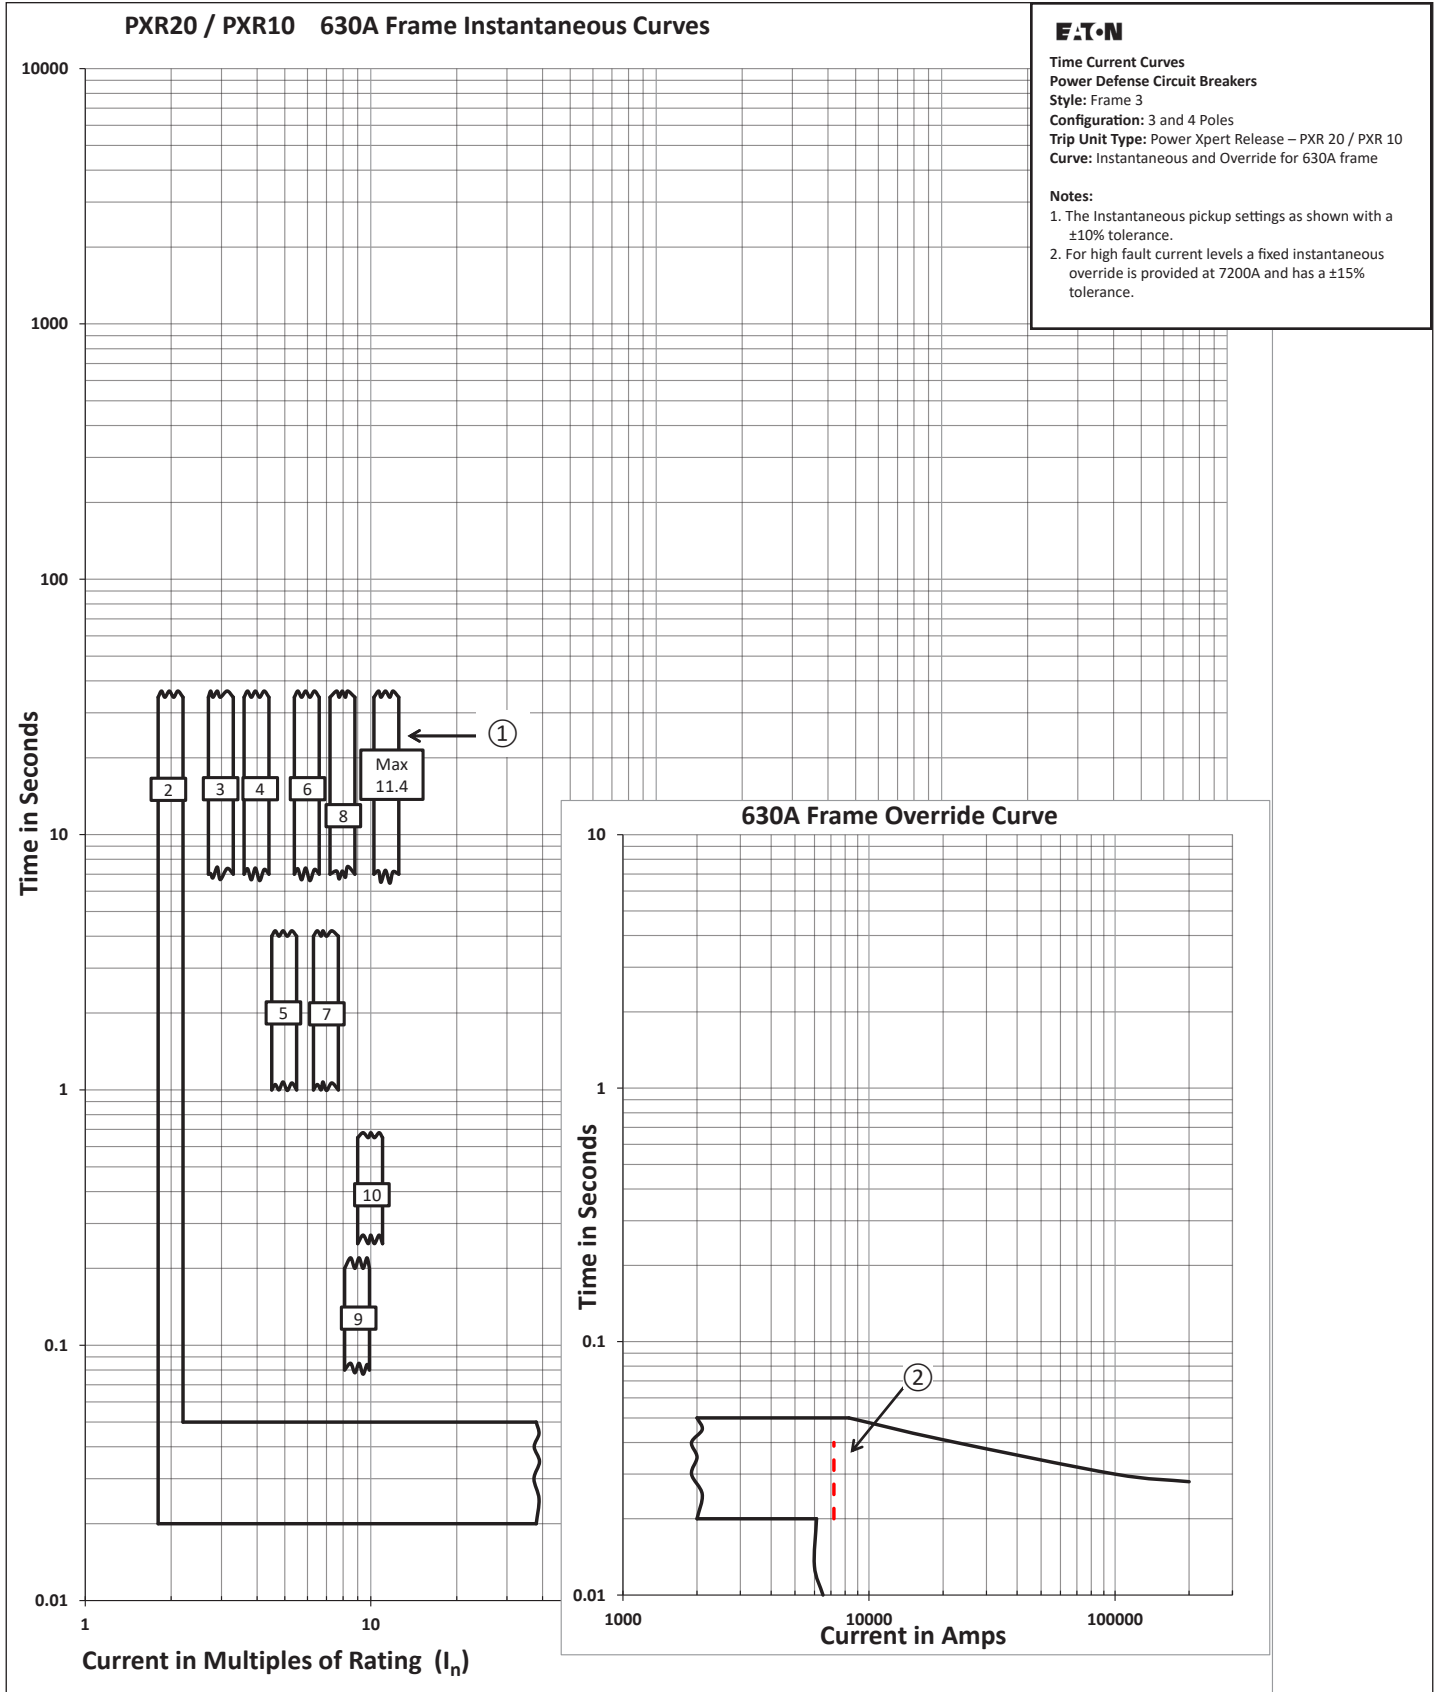 PXR20 / PXR10 630A Frame Instantaneous Curves
EATON
Time Current Curves
Power Defense Circuit Breakers
Style: Frame 3
Configuration: 3 and 4 Poles
Trip Unit Type: Power Xpert Release – PXR 20 / PXR 10
Curve: Instantaneous and Override for 630A frame
Notes:
1. The Instantaneous pickup settings as shown with a
±10% tolerance.
2. For high fault current levels a fixed instantaneous
override is provided at 7200A and has a ±15%
tolerance.
10000
1000
100
10
1
0.1
0.01
Time in Seconds
1
Max
11.4
2
3
4
6
8
5
7
10
9
1
10
Current in Multiples of Rating (In)
630A Frame Override Curve
10
1
0.1
0.01
Time in Seconds
2
1000
10000
100000
Current in Amps